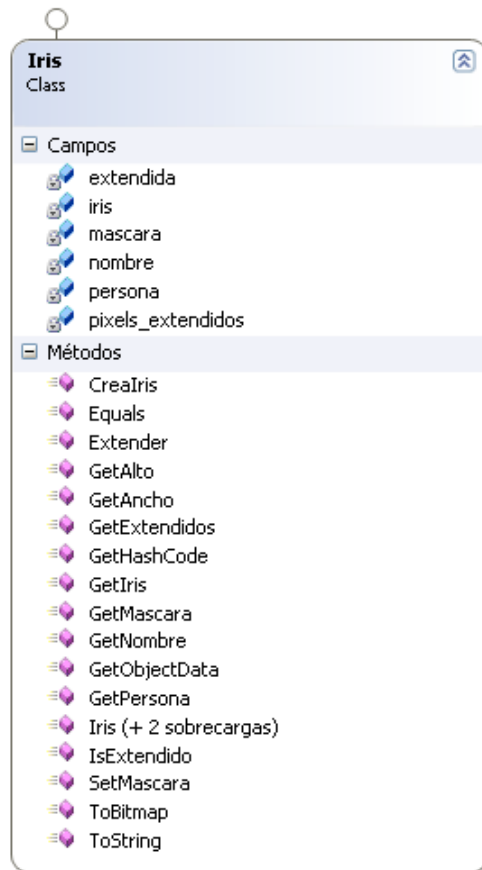 Iris
Class
Campos
extendida
iris
mascara
nombre
persona
pixels_extendidos
Métodos
CreaIris
Equals
Extender
GetAlto
GetAncho
GetExtendidos
GetHashCode
GetIris
GetMascara
GetNombre
GetObjectData
GetPersona
Iris (+ 2 sobrecargas)
IsExtendido
SetMascara
ToBitmap
ToString